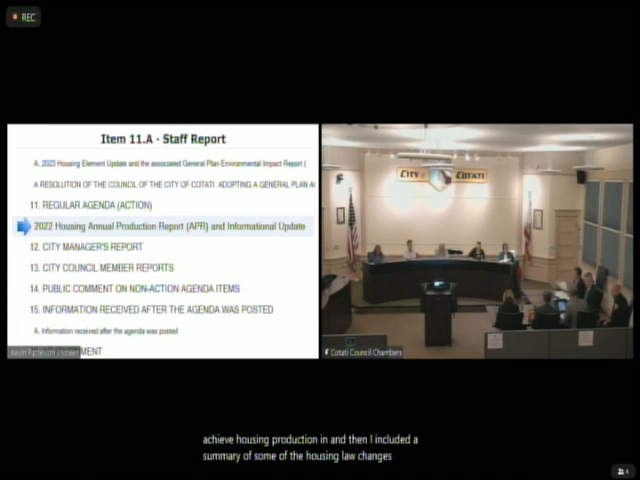 REC
Item 11.A - Staff Report
A. 2023 Housing Element Update and the associated General Plan Environmental Impact Report (
A RESOLUTION OF THE COUNCIL OF THE CITY OF COTATI ADOPTING A GENERAL PLAN A
11. REGULAR AGENDA (ACTION)
2022 Housing Annual Production Report (APR) and Informational Update
12. CITY MANAGER'S REPORT
13. CITY COUNCIL MEMBER REPORTS
14. PUBLIC COMMENT ON NON-ACTION AGENDA ITEMS
15. INFORMATION RECEIVED AFTER THE AGENDA WAS POSTED
A. Information received after the agenda was posted
MENT
CITY OF COTATI
Cotati Council Chambers
achieve housing production in and then I included a
summary of some of the housing law changes